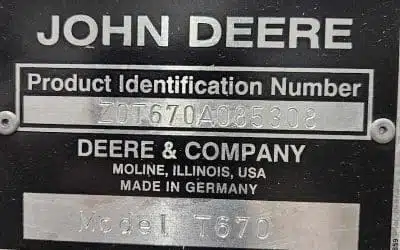 JOHN DEERE
Product Identification Number
Z0T670A085308
DEERE & COMPANY
MOLINE, ILLINOIS, USA
MADE IN GERMANY
Model T670